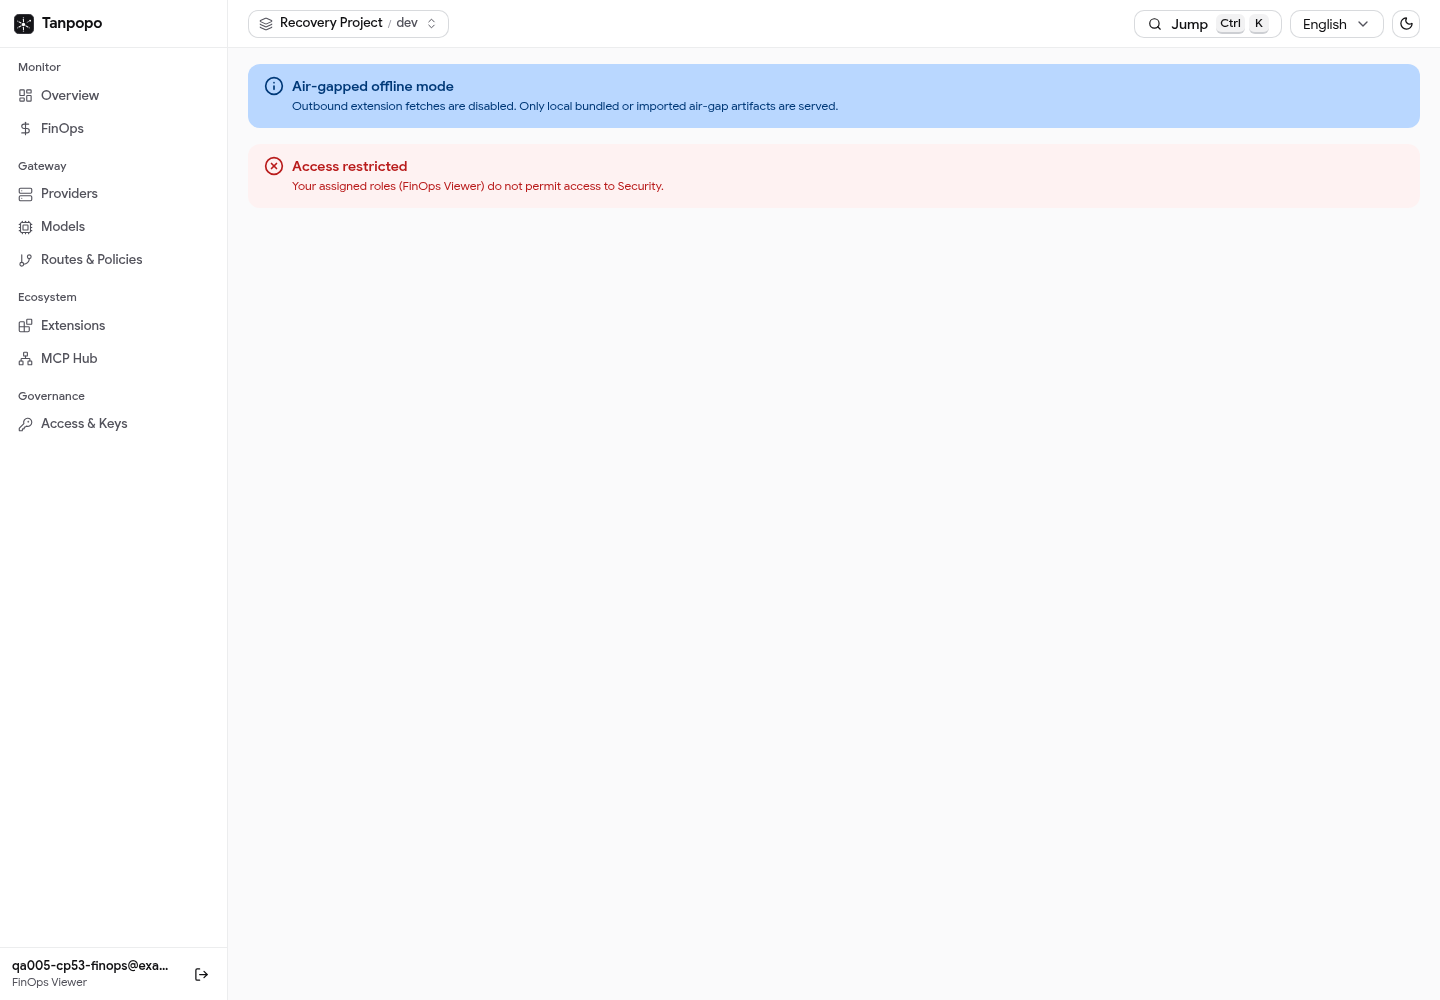 Tanpopo
Recovery Project / dev
Jump Ctrl K
English
Monitor
Overview
FinOps
Gateway
Providers
Models
Routes & Policies
Ecosystem
Extensions
MCP Hub
Governance
Access & Keys
Air-gapped offline mode
Outbound extension fetches are disabled. Only local bundled or imported air-gap artifacts are served.
Access restricted
Your assigned roles (FinOps Viewer) do not permit access to Security.
qa005-cp53-finops@exa...
FinOps Viewer